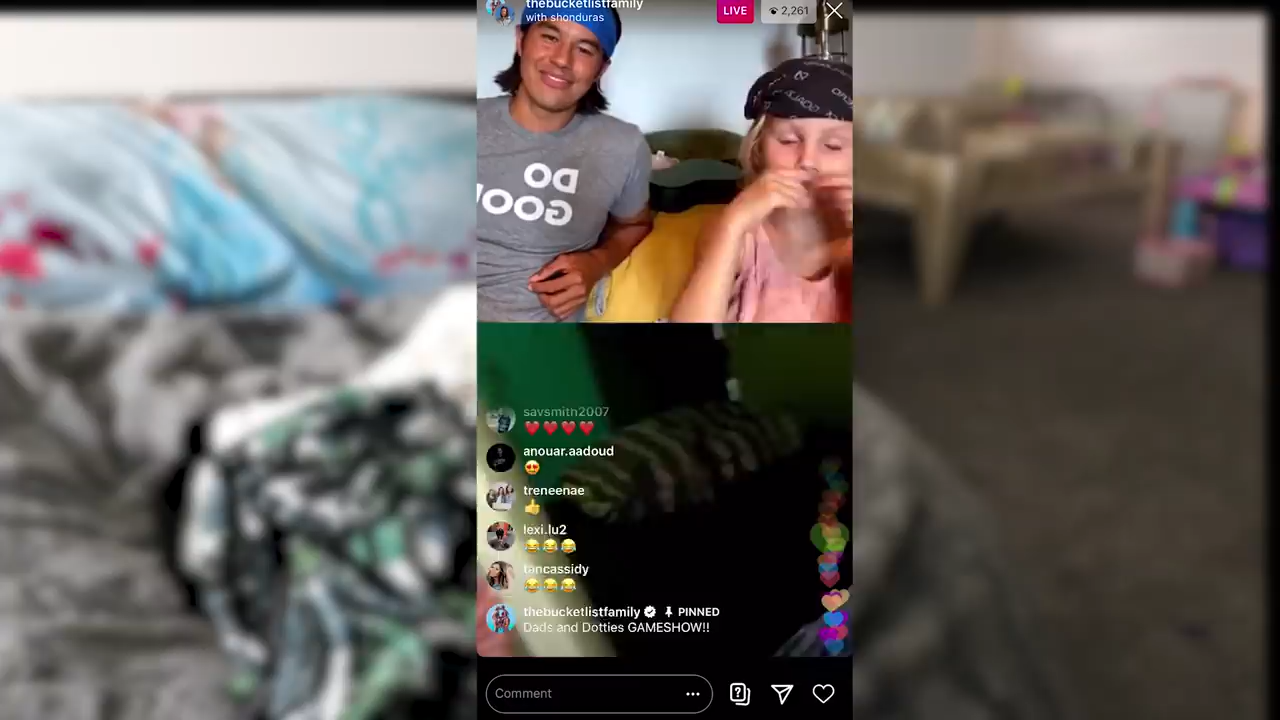 thebucketlistfamily
with shonduras
LIVE
2,261
DO
GOO
savsmith2007
anouar.aadoud
treneenae
lexi.lu2
tancassidy
thebucketlistfamily PINNED
Dads and Dotties GAMESHOW!!
Comment